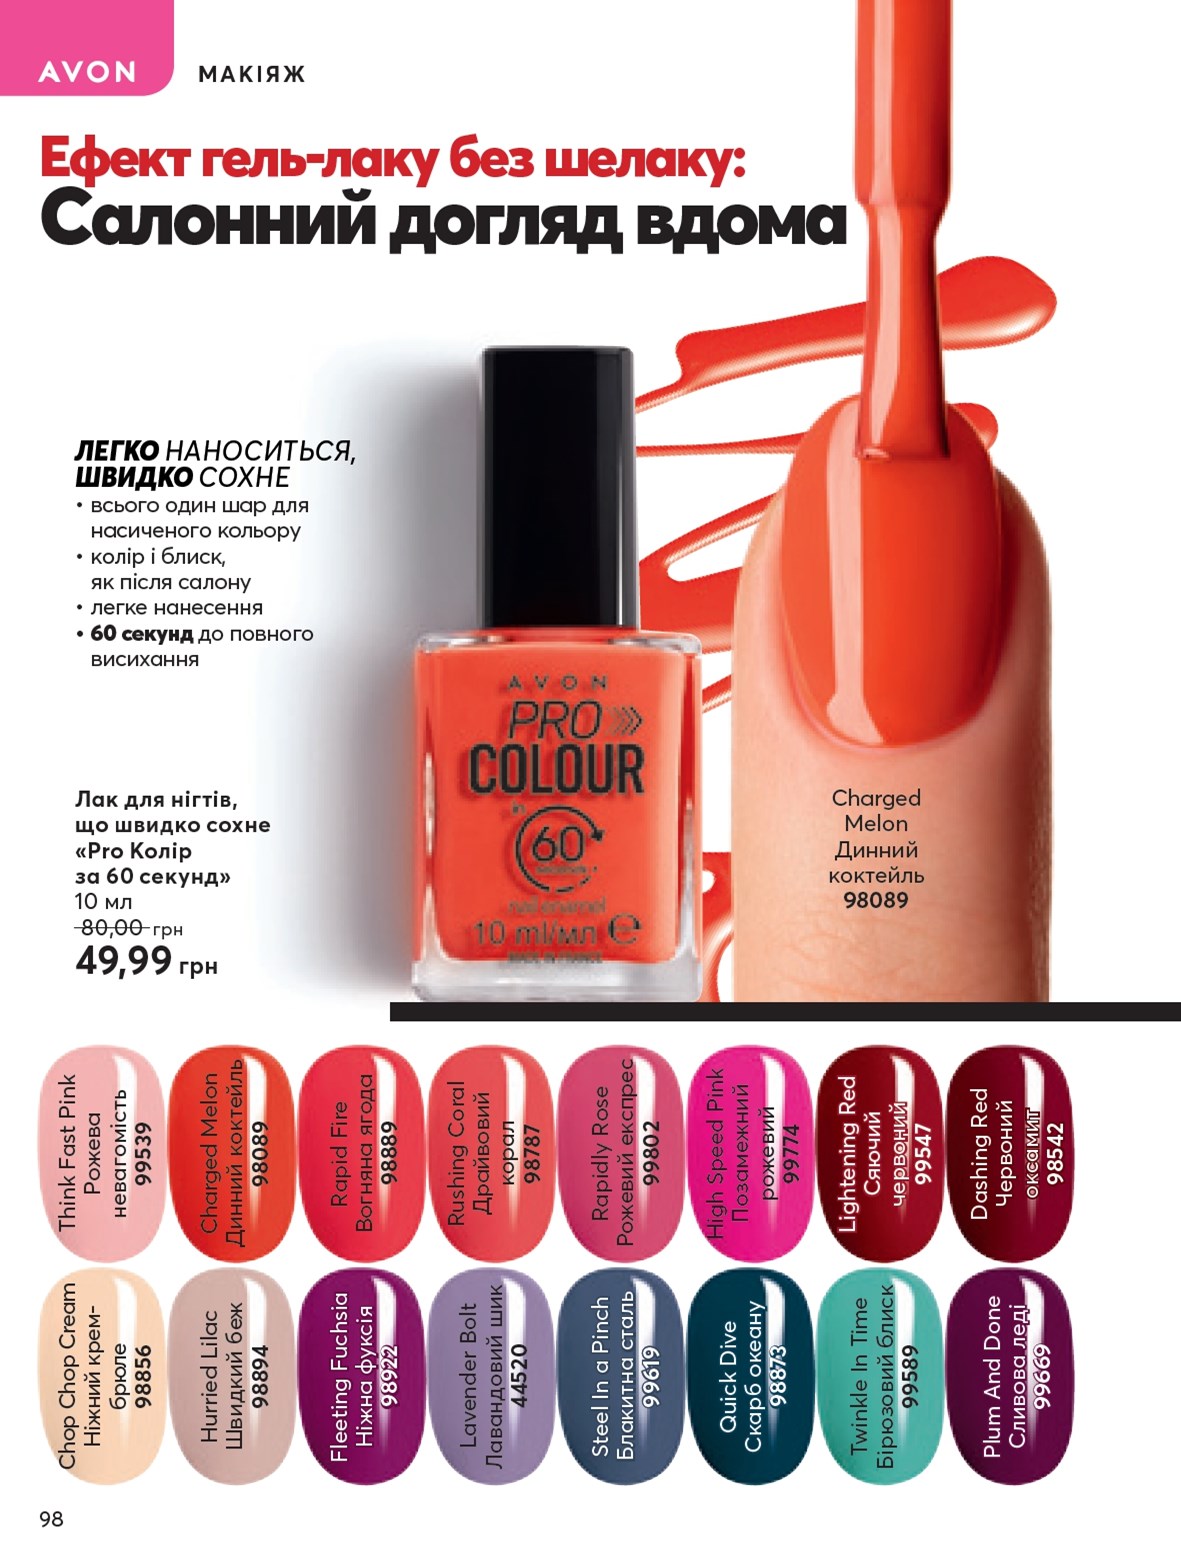 AVON
МАКІЯЖ
Ефект гель-лаку без шелаку:
Салонний догляд вдома
ЛЕГКО НАНОСИТЬСЯ,
ШВИДКО СОХНЕ
• всього один шар для
насиченого кольору
• колір і блиск,
як після салону
• легке нанесення
• 60 секунд до повного
висихання
AVON
PRO
COLOUR
in
60
nail enamel
10 ml/мл e
MADE IN FRANCE
Лак для нігтів,
що швидко сохне
«Pro Колір
за 60 секунд»
10 мл
80,00 грн
49,99 грн
Charged
Melon
Динний
коктейль
98089
Think Fast Pink
Рожева
невагомість
99539
Charged Melon
Динний коктейль
98089
Rapid Fire
Вогняна ягода
98889
Rushing Coral
Драйвовий
корал
98787
Rapidly Rose
Рожевий експрес
99802
High Speed Pink
Позамежний
рожевий
99774
Lightening Red
Сяючий
червоний
99547
Dashing Red
Червоний
оксамит
98542
Chop Chop Cream
Ніжний крем-
брюле
98856
Hurried Lilac
Швидкий беж
98894
Fleeting Fuchsia
Ніжна фуксія
98922
Lavender Bolt
Лавандовий шик
44520
Steel In a Pinch
Блакитна сталь
99619
Quick Dive
Скарб океану
98873
Twinkle In Time
Бірюзовий блиск
99589
Plum And Done
Сливова леді
99669
98